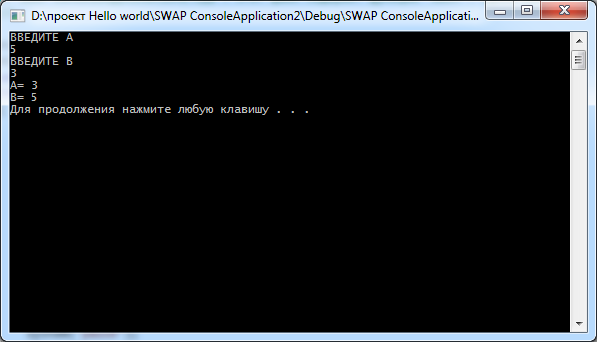 D:\проект Hello world\SWAP ConsoleApplication2\Debug\SWAP ConsoleApplicati...
ВВЕДИТЕ А
5
ВВЕДИТЕ В
3
A= 3
B= 5
Для продолжения нажмите любую клавишу . . .